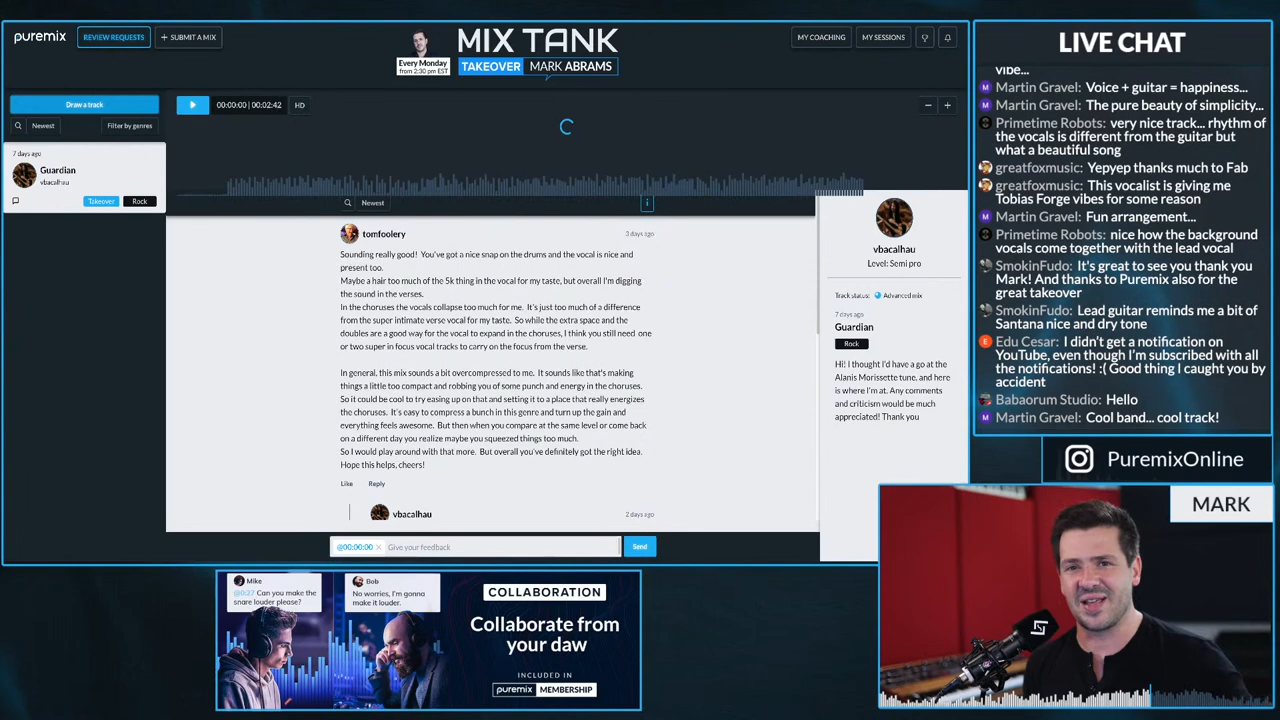 puremix
REVIEW REQUESTS
+ SUBMIT A MIX
Every Monday
from 2:30 pm EST
MIX TANK
TAKEOVER MARK ABRAMS
MY COACHING
MY SESSIONS
Draw a track
Newest
Filter by genres
7 days ago
Guardian
vbacalhau
Takeover
Rock
00:00:00 | 00:02:42
HD
Newest
i
tomfoolery
3 days ago
Sounding really good! You've got a nice snap on the drums and the vocal is nice and
present too.
Maybe a hair too much of the 5k thing in the vocal for my taste, but overall I'm digging
the sound in the verses.
In the choruses the vocals collapse too much for me. It's just too much of a difference
from the super intimate verse vocal for my taste. So while the extra space and the
doubles are a good way for the vocal to expand in the choruses, I think you still need one
or two super in focus vocal tracks to carry on the focus from the verse.
In general, this mix sounds a bit overcompressed to me. It sounds like that's making
things a little too compact and robbing you of some punch and energy in the choruses.
So it could be cool to try easing up on that and setting it to a place that really energizes
the choruses. It's easy to compress a bunch in this genre and turn up the gain and
everything feels awesome. But then when you compare at the same level or come back
on a different day you realize maybe you squeezed things too much.
So I would play around with that more. But overall you've definitely got the right idea.
Hope this helps, cheers!
Like
Reply
vbacalhau
2 days ago
@00:00:00 ×
Give your feedback
Send
vbacalhau
Level: Semi pro
Track status: Advanced mix
7 days ago
Guardian
Rock
Hi! I thought I'd have a go at the
Alanis Morissette tune, and here
is where I'm at. Any comments
and criticism would be much
appreciated! Thank you
LIVE CHAT
vibe...
M Martin Gravel: Voice + guitar = happiness...
M Martin Gravel: The pure beauty of simplicity...
Primetime Robots: very nice track... rhythm of
the vocals is different from the guitar but
what a beautiful song
greatfoxmusic: Yepyep thanks much to Fab
greatfoxmusic: This vocalist is giving me
Tobias Forge vibes for some reason
M Martin Gravel: Fun arrangement...
Primetime Robots: nice how the background
vocals come together with the lead vocal
SmokinFudo: It's great to see you thank you
Mark! And thanks to Puremix also for the
great takeover
SmokinFudo: Lead guitar reminds me a bit of
Santana nice and dry tone
E Edu Cesar: I didn't get a notification on
YouTube, even though I'm subscribed with all
the notifications! :( Good thing I caught you by
accident
Babaorum Studio: Hello
M Martin Gravel: Cool band... cool track!
PuremixOnline
MARK
Mike
@0:27 Can you make the
snare louder please?
Bob
No worries, I'm gonna
make it louder.
COLLABORATION
Collaborate from
your daw
INCLUDED IN
puremix MEMBERSHIP